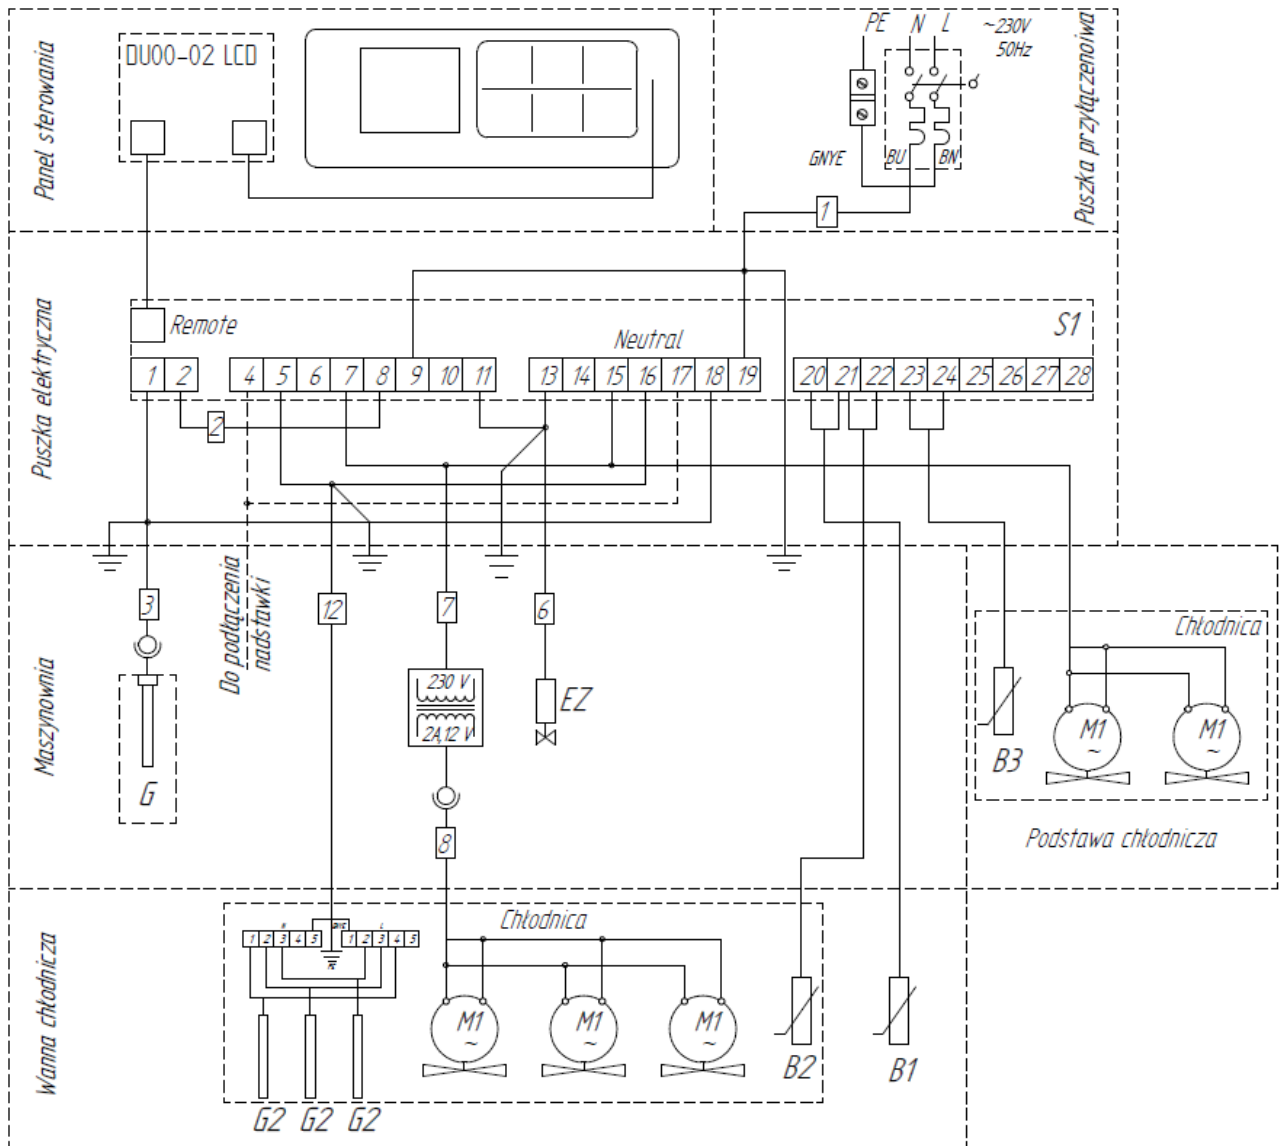 Panel sterowania
DU00-02 LCD
PE N L ~230V
50Hz
GNYE BU BN
Puszka przyłączenoiwa
1
Puszka elektryczna
Remote
Neutral
S1
1 2 4 5 6 7 8 9 10 11 13 14 15 16 17 18 19 20 21 22 23 24 25 26 27 28
2
Do podłączenia
nadstawki
3 12 7 6
Maszynownia
230 V
2A,12 V
EZ
G
8
Chłodnica
B3
M1
~
M1
~
Podstawa chłodnicza
Wanna chłodnicza
N GNYE L
1 2 3 4 5 1 2 3 4 5
PE
Chłodnica
M1
~
M1
~
M1
~
B2
B1
G2 G2 G2